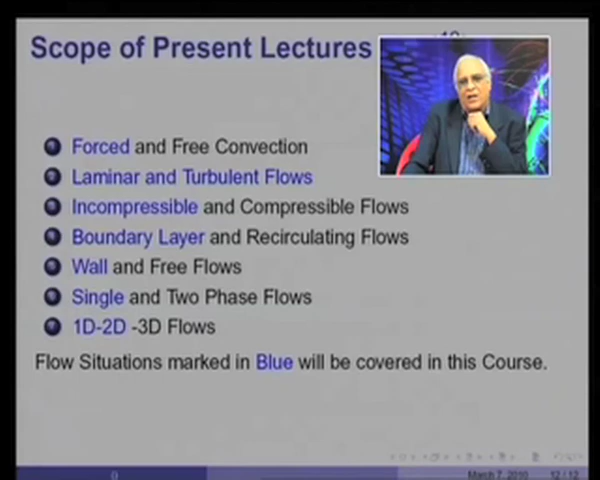 Scope of Present Lectures
Forced and Free Convection
Laminar and Turbulent Flows
Incompressible and Compressible Flows
Boundary Layer and Recirculating Flows
Wall and Free Flows
Single and Two Phase Flows
1D-2D -3D Flows
Flow Situations marked in Blue will be covered in this Course.
March 7, 2010 12 / 12